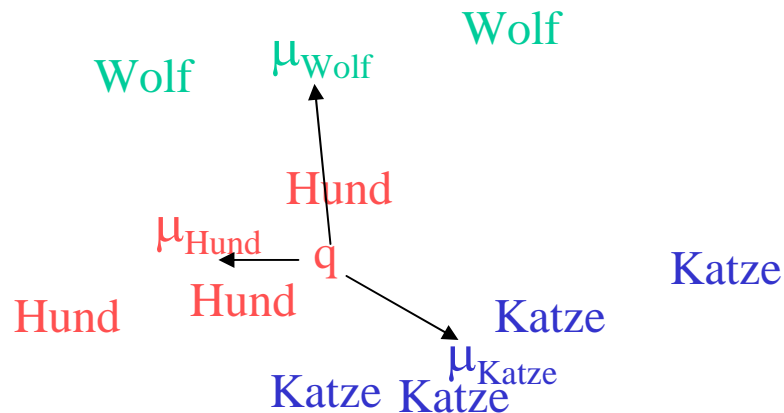 Wolf
μWolf
Wolf
Hund
μHund
q
Katze
Hund
Hund
Katze
μKatze
Katze
Katze